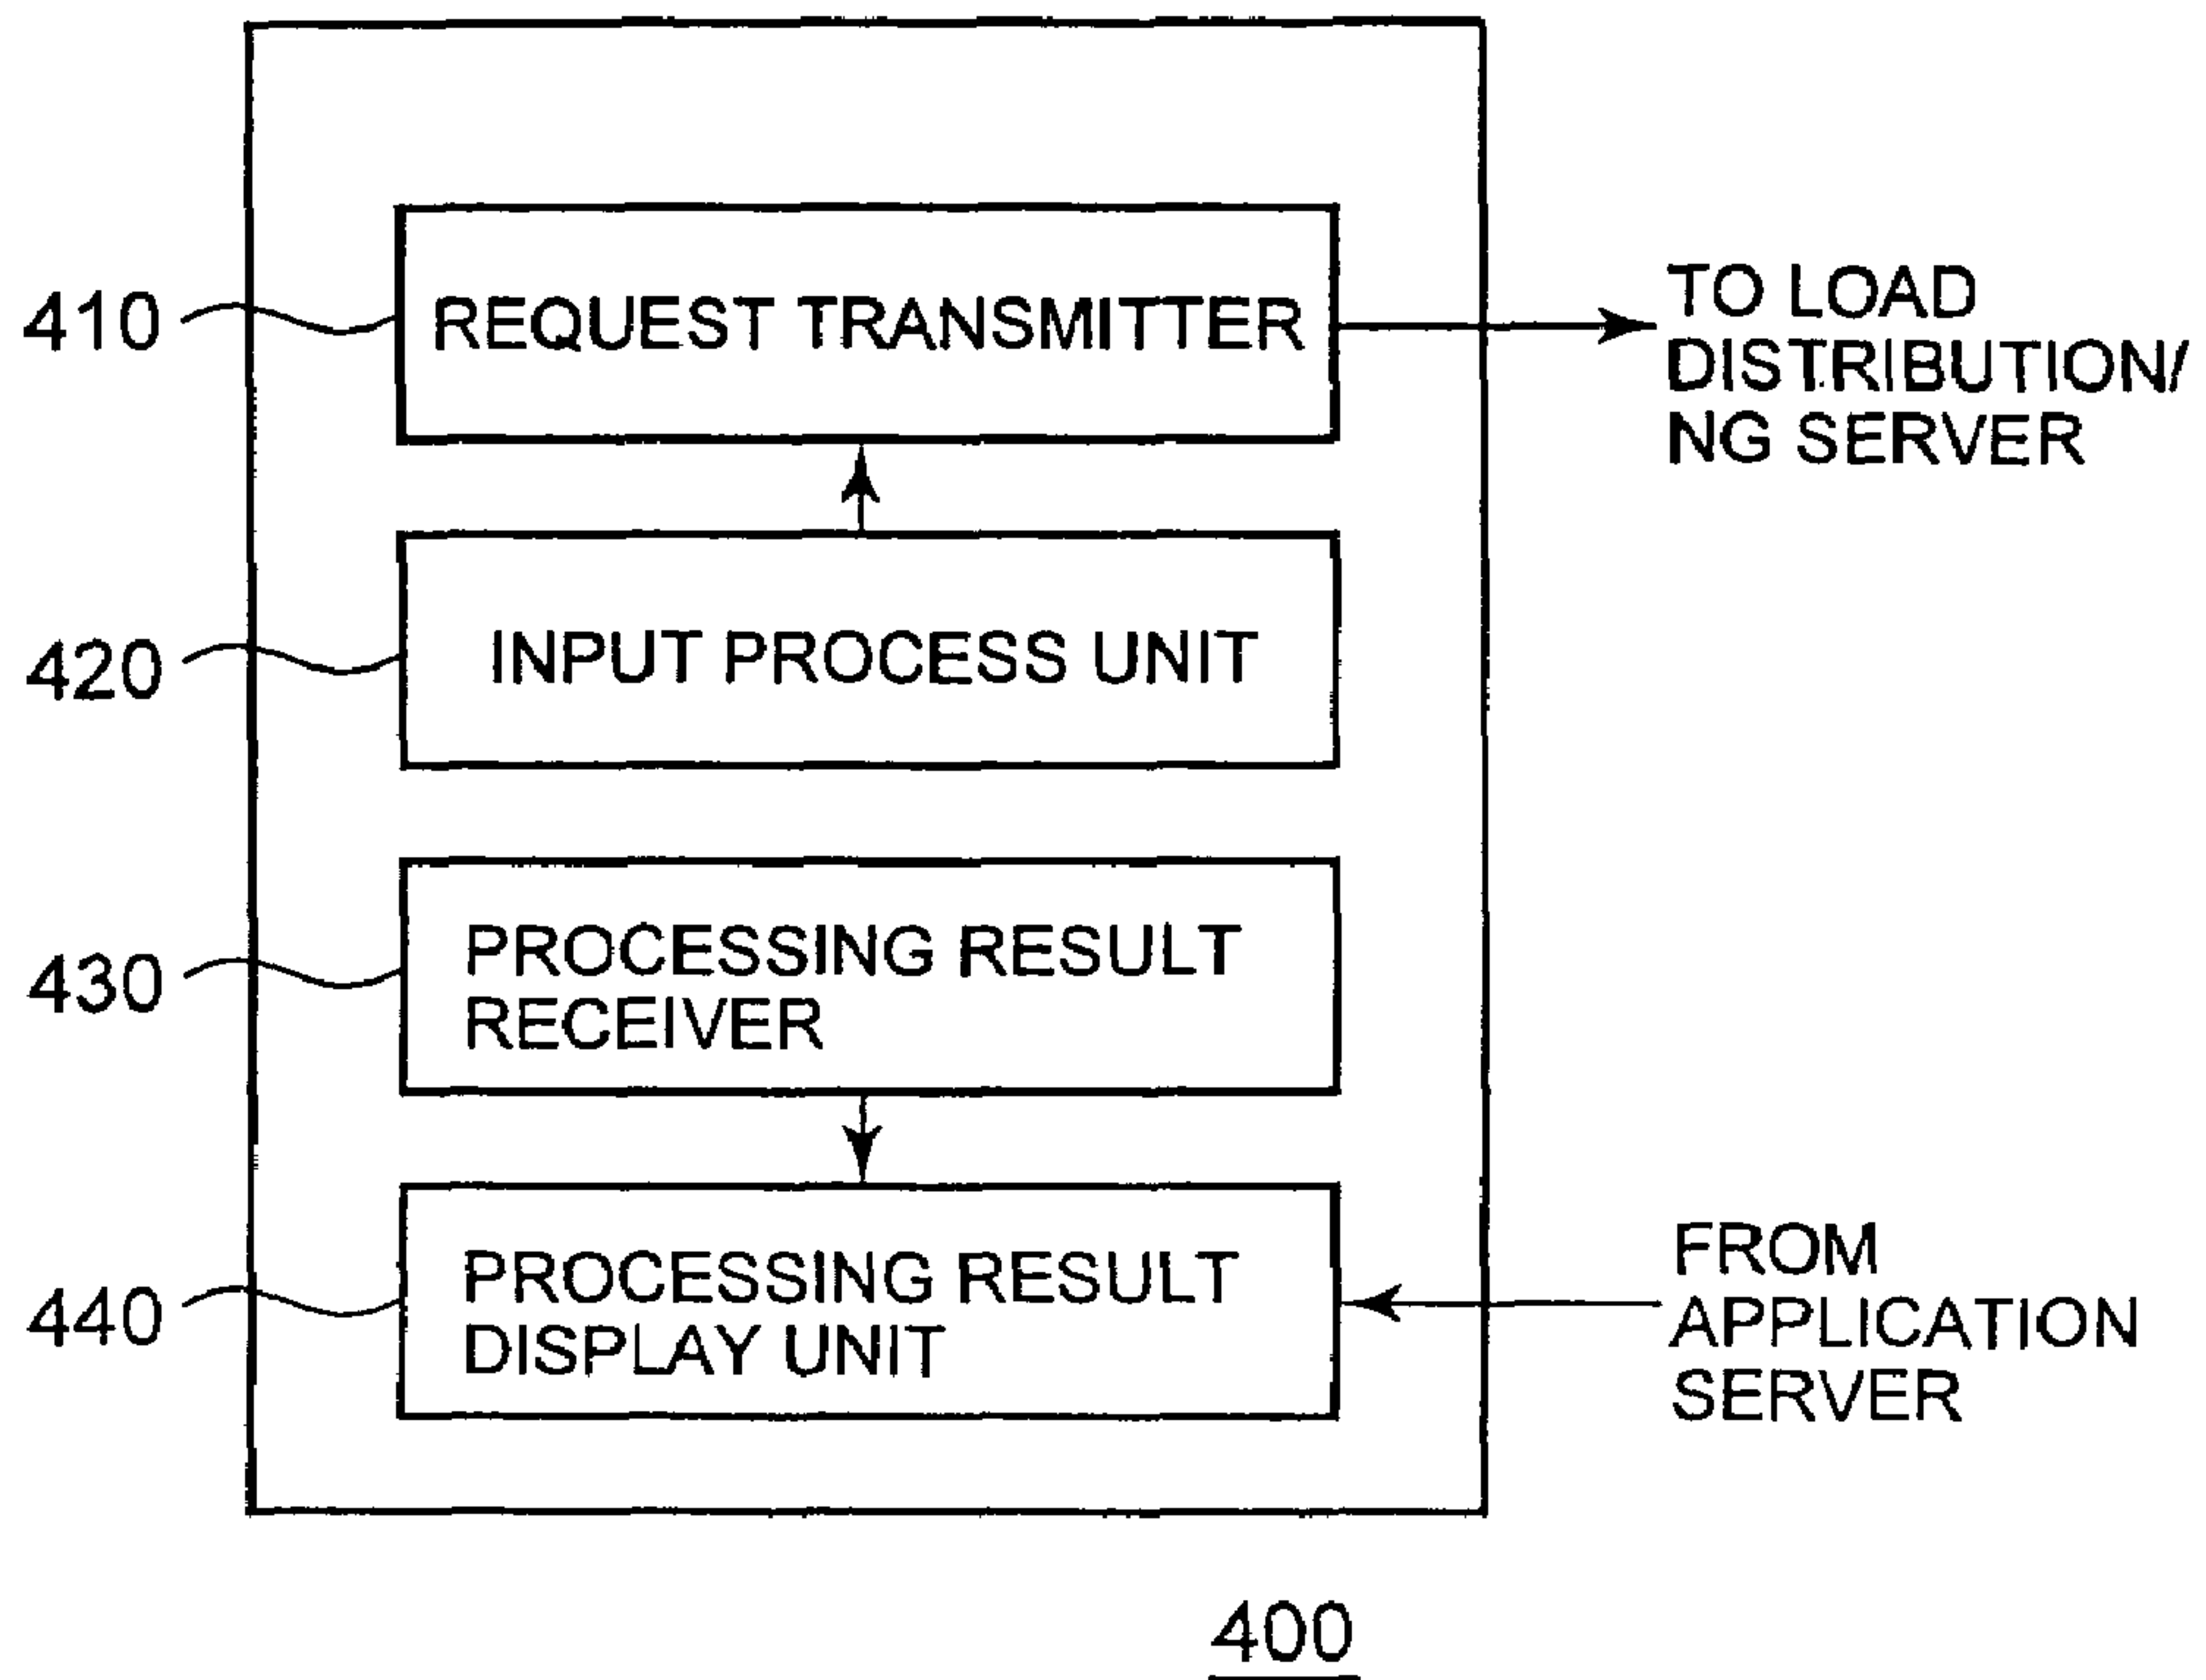 410
REQUEST TRANSMITTER
TO LOAD
DISTRIBUTION/
NG SERVER
420
INPUT PROCESS UNIT
430
PROCESSING RESULT
RECEIVER
440
PROCESSING RESULT
DISPLAY UNIT
FROM
APPLICATION
SERVER
400